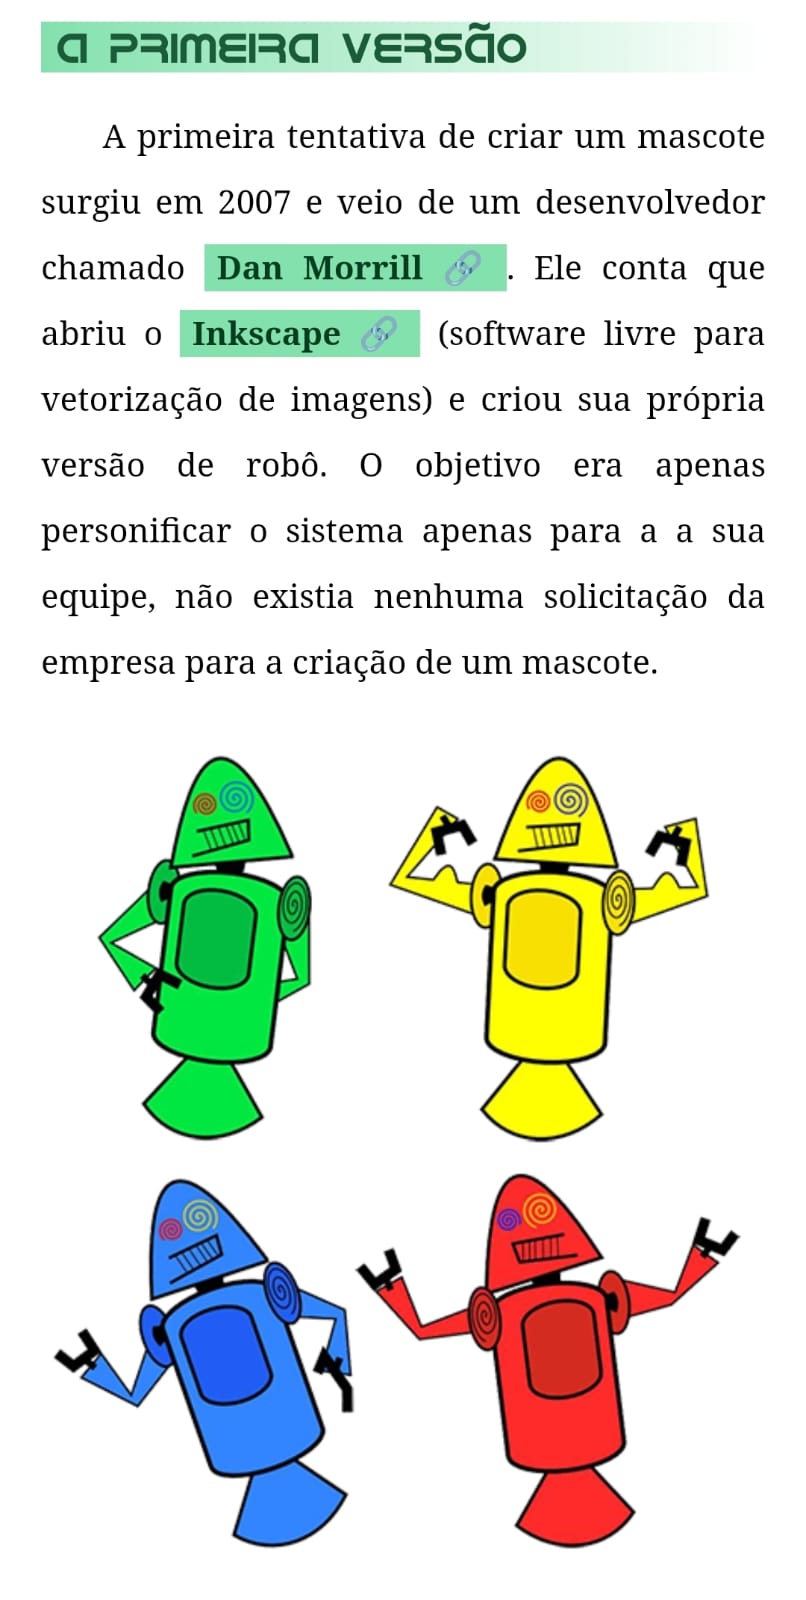 A PRIMEIRA VERSÃO
A primeira tentativa de criar um mascote
surgiu em 2007 e veio de um desenvolvedor
chamado Dan Morrill 🔗 . Ele conta que
abriu o Inkscape 🔗 (software livre para
vetorização de imagens) e criou sua própria
versão de robô. O objetivo era apenas
personificar o sistema apenas para a a sua
equipe, não existia nenhuma solicitação da
empresa para a criação de um mascote.